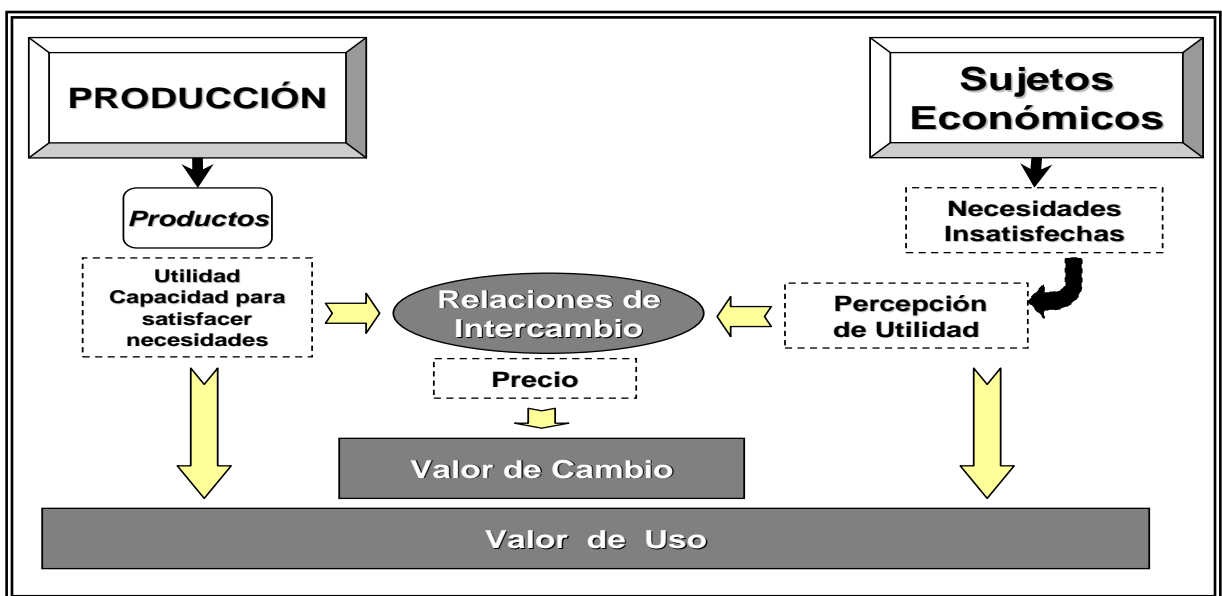 PRODUCCIÓN
Sujetos
Económicos
Productos
Necesidades
Insatisfechas
Utilidad
Capacidad para
satisfacer
necesidades
Relaciones de
Intercambio
Percepción
de Utilidad
Precio
Valor de Cambio
Valor de Uso